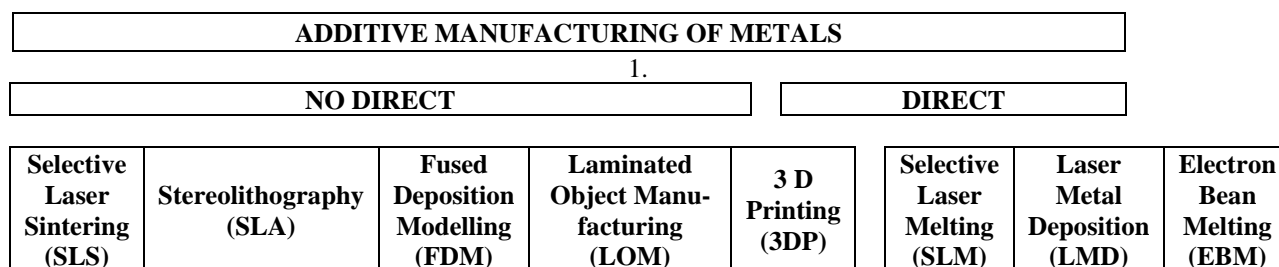 ADDITIVE MANUFACTURING OF METALS
1.
NO DIRECT
DIRECT
Selective
Laser
Sintering
(SLS)
Stereolithography
(SLA)
Fused
Deposition
Modelling
(FDM)
Laminated
Object Manu-
facturing
(LOM)
3 D
Printing
(3DP)
Selective
Laser
Melting
(SLM)
Laser
Metal
Deposition
(LMD)
Electron
Bean
Melting
(EBM)